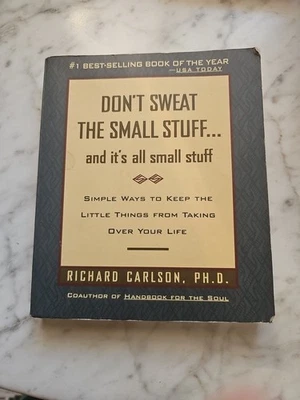 #1 BEST-SELLING BOOK OF THE YEAR
—USA TODAY
DON'T SWEAT
THE SMALL STUFF...
and it's all small stuff
SIMPLE WAYS TO KEEP THE
LITTLE THINGS FROM TAKING
OVER YOUR LIFE
RICHARD CARLSON, PH.D.
COAUTHOR OF HANDBOOK FOR THE SOUL